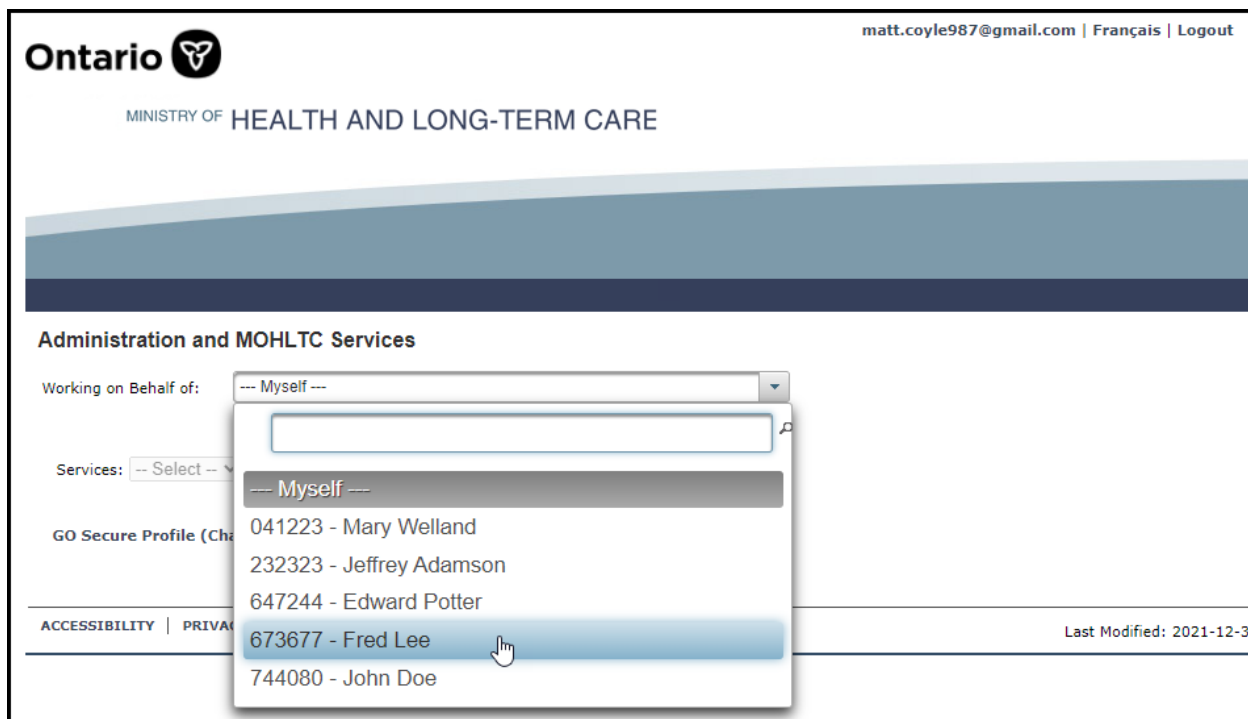 matt.coyle987@gmail.com | Français | Logout
Ontario
MINISTRY OF HEALTH AND LONG-TERM CARE
Administration and MOHLTC Services
Working on Behalf of: --- Myself ---
Services: -- Select --
--- Myself ---
041223 - Mary Welland
232323 - Jeffrey Adamson
GO Secure Profile (Cha
647244 - Edward Potter
ACCESSIBILITY | PRIVA
673677 - Fred Lee
Last Modified: 2021-12-3
744080 - John Doe